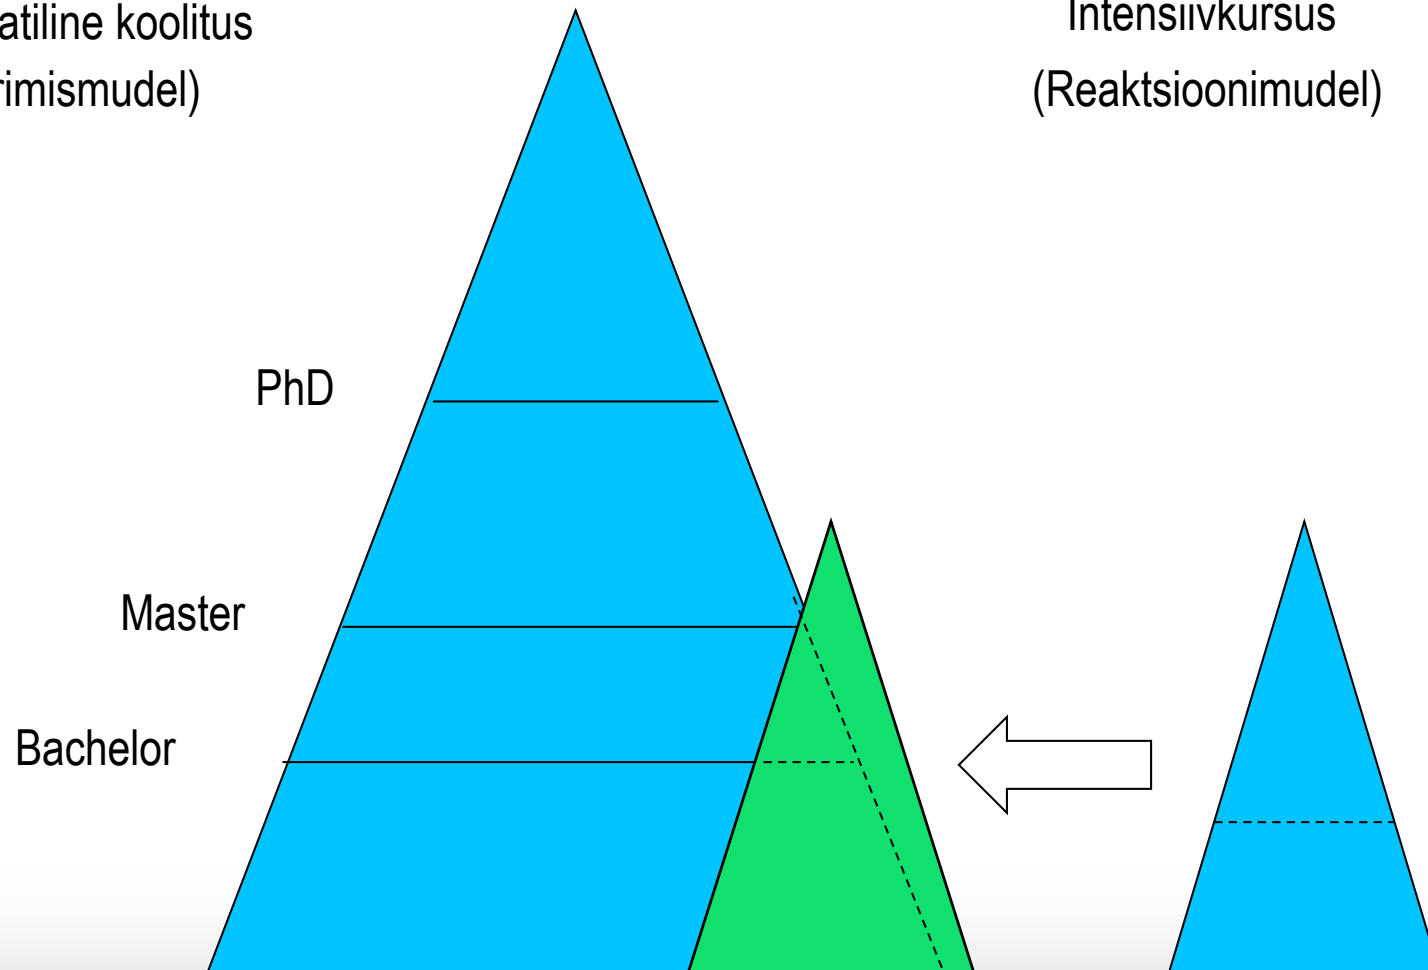 atiline koolitus
rimismudel)
Intensiivkursus
(Reaktsioonimudel)
PhD
Master
Bachelor